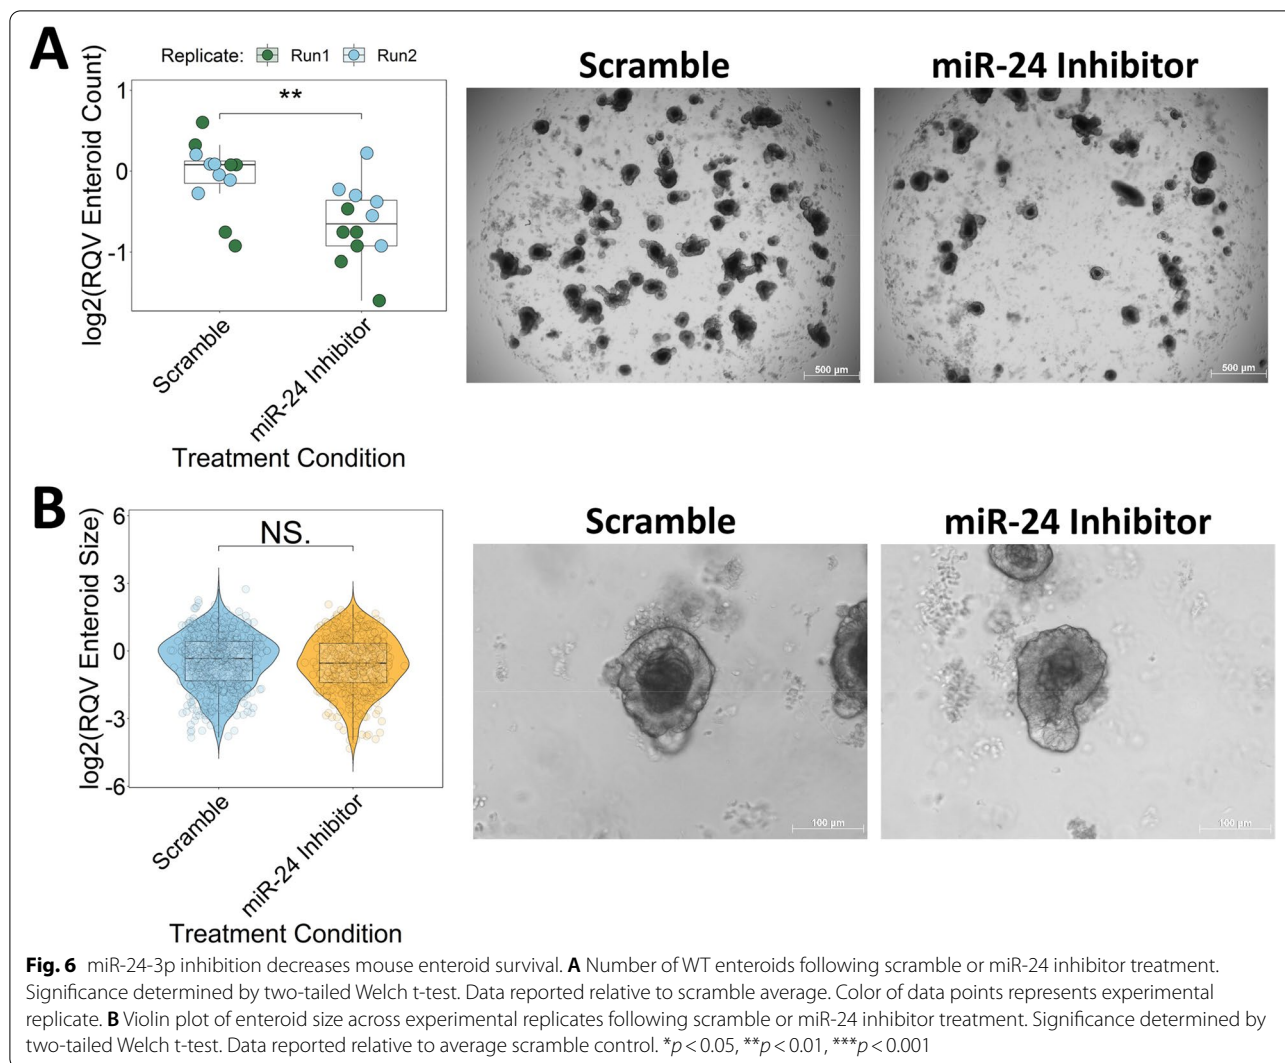 A
Replicate: Run1 Run2
log2(RQV Enteroid Count)
1
0
-1
**
Scramble
miR-24 Inhibitor
Treatment Condition
Scramble
miR-24 Inhibitor
500 µm
500 µm
B
log2(RQV Enteroid Size)
6
3
0
-3
-6
NS.
Scramble
miR-24 Inhibitor
Treatment Condition
Scramble
miR-24 Inhibitor
100 µm
100 µm
Fig. 6 miR-24-3p inhibition decreases mouse enteroid survival. A Number of WT enteroids following scramble or miR-24 inhibitor treatment.
Significance determined by two-tailed Welch t-test. Data reported relative to scramble average. Color of data points represents experimental
replicate. B Violin plot of enteroid size across experimental replicates following scramble or miR-24 inhibitor treatment. Significance determined by
two-tailed Welch t-test. Data reported relative to average scramble control. *p < 0.05, **p < 0.01, ***p < 0.001